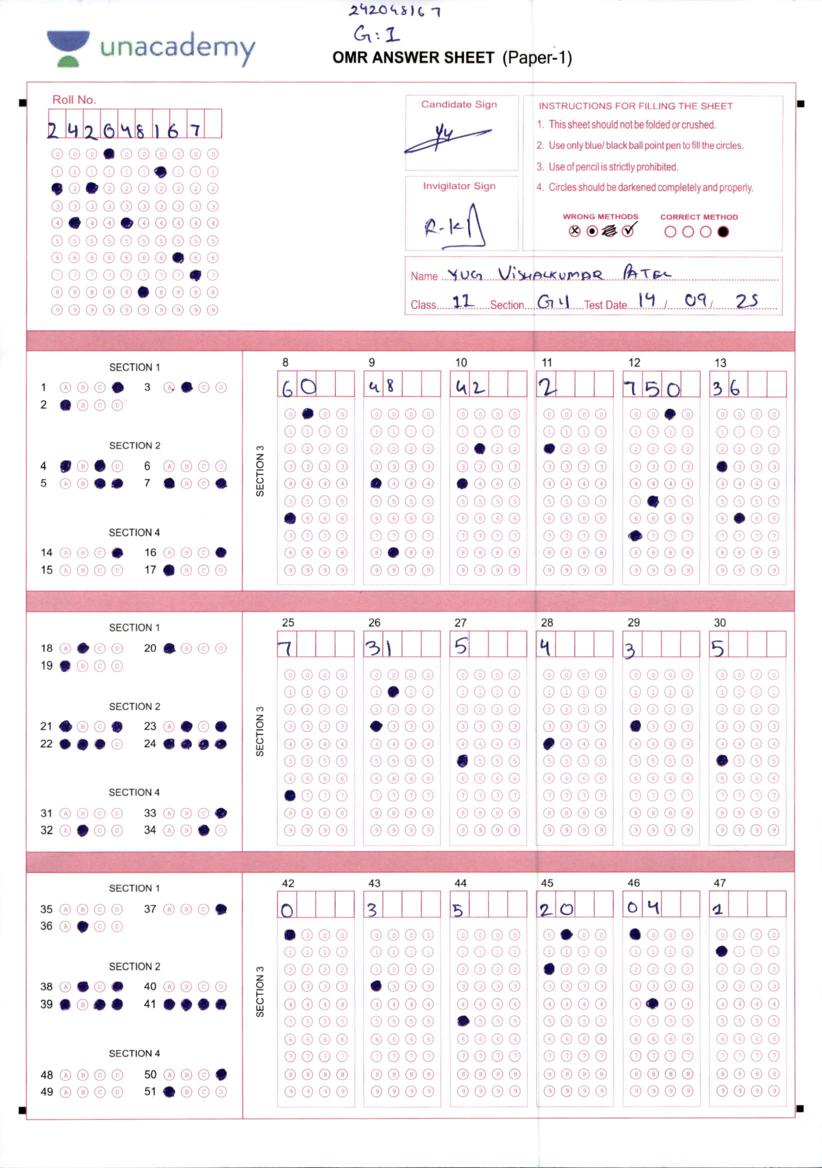 242048167
G:I
unacademy
OMR ANSWER SHEET (Paper-1)
Roll No.
2 4 2 0 4 8 1 6 7
Candidate Sign
Invigilator Sign
INSTRUCTIONS FOR FILLING THE SHEET
1. This sheet should not be folded or crushed.
2. Use only blue/ black ball point pen to fill the circles.
3. Use of pencil is strictly prohibited.
4. Circles should be darkened completely and properly.
WRONG METHODS CORRECT METHOD
Name YUG VISHALKUMAR PATEL
Class 11 Section G11 Test Date 14 / 09 / 25
SECTION 1
1 3
2
SECTION 2
4 6
5 7
SECTION 4
14 16
15 17
SECTION 3
8 9 10 11 12 13
60 48 42 2 750 36
SECTION 1
18 20
19
SECTION 2
21 23
22 24
SECTION 4
31 33
32 34
SECTION 3
25 26 27 28 29 30
7 31 5 4 3 5
SECTION 1
35 37
36
SECTION 2
38 40
39 41
SECTION 4
48 50
49 51
SECTION 3
42 43 44 45 46 47
0 3 5 20 04 1